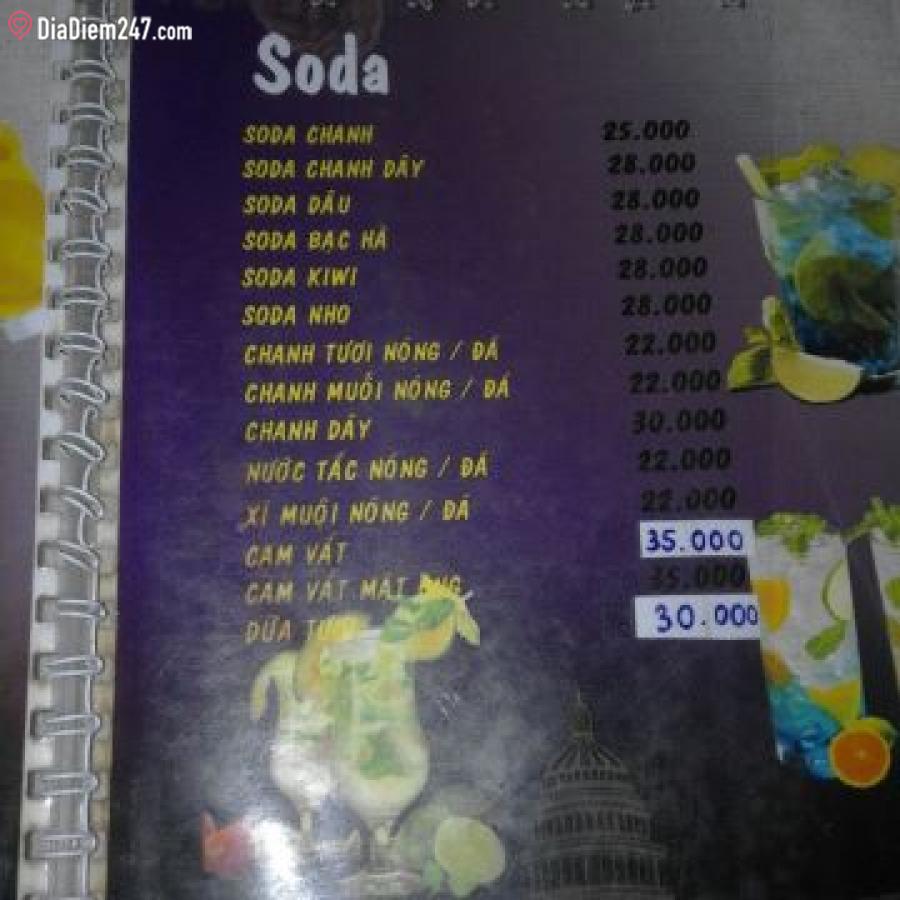 DiaDiem247.com
Soda
SODA CHANH 25.000
SODA CHANH DÂY 28.000
SODA DÂU 28.000
SODA BẠC HÀ 28.000
SODA KIWI 28.000
SODA NHO 28.000
CHANH TƯƠI NÓNG / ĐÁ 22.000
CHANH MUỐI NÓNG / ĐÁ 22.000
CHANH DÂY 30.000
NƯỚC TẮC NÓNG / ĐÁ 22.000
XÍ MUỘI NÓNG / ĐÁ 22.000
CAM VẮT 35.000
CAM VẮT MẬT 35.000
DỪA 30.000